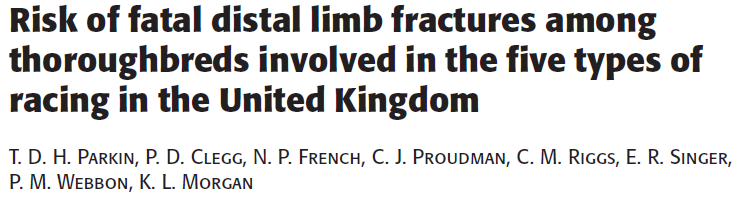 Risk of fatal distal limb fractures among
thoroughbreds involved in the five types of
racing in the United Kingdom
T. D. H. PARKIN, P. D. CLEGG, N. P. FRENCH, C. J. PROUDMAN, C. M. RIGGS, E. R. SINGER,
P. M. WEBBON, K. L. MORGAN